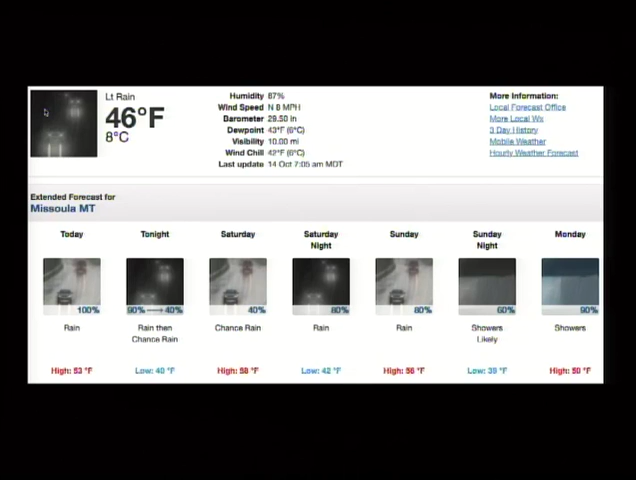 Lt Rain
46°F
8°C
Humidity 87%
Wind Speed N 8 MPH
Barometer 29.50 in
Dewpoint 43°F (6°C)
Visibility 10.00 mi
Wind Chill 42°F (6°C)
Last update 14 Oct 7:05 am MDT
More Information:
Local Forecast Office
More Local Wx
3 Day History
Mobile Weather
Hourly Weather Forecast
Extended Forecast for
Missoula MT
Today
100%
Rain
High: 53 °F
Tonight
90% 40%
Rain then
Chance Rain
Low: 40 °F
Saturday
40%
Chance Rain
High: 58 °F
Saturday
Night
80%
Rain
Low: 42 °F
Sunday
80%
Rain
High: 56 °F
Sunday
Night
60%
Showers
Likely
Low: 39 °F
Monday
90%
Showers
High: 50 °F